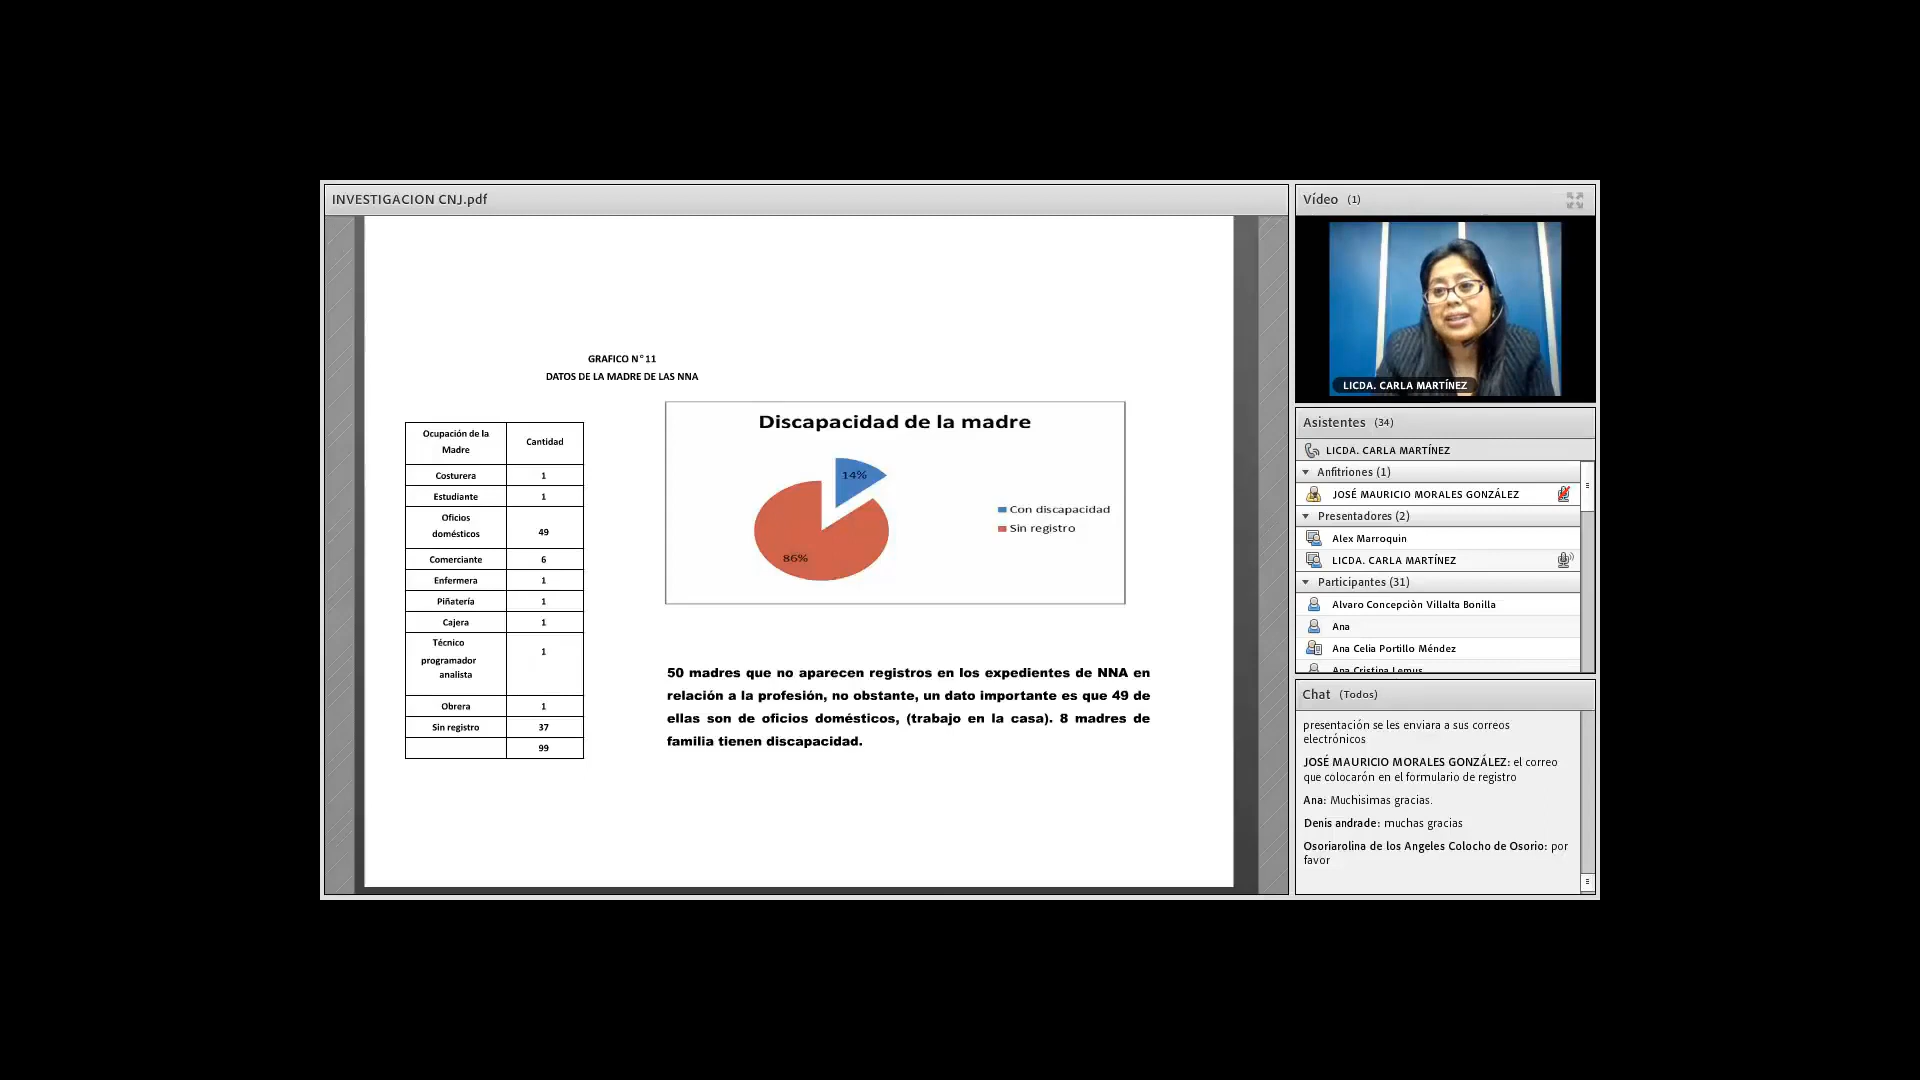 INVESTIGACION CNJ.pdf
GRAFICO N°11
DATOS DE LA MADRE DE LAS NNA
Ocupación de la
Madre
Cantidad
Costurera 1
Estudiante 1
Oficios
domésticos 49
Comerciante 6
Enfermera 1
Piñatería 1
Cajera 1
Técnico
programador
analista
1
Obrera 1
Sin registro 37
99
Discapacidad de la madre
14%
86%
Con discapacidad
Sin registro
50 madres que no aparecen registros en los expedientes de NNA en
relación a la profesión, no obstante, un dato importante es que 49 de
ellas son de oficios domésticos, (trabajo en la casa). 8 madres de
familia tienen discapacidad.
Vídeo (1)
LICDA. CARLA MARTÍNEZ
Asistentes (34)
LICDA. CARLA MARTÍNEZ
Anfitriones (1)
JOSÉ MAURICIO MORALES GONZÁLEZ
Presentadores (2)
Alex Marroquin
LICDA. CARLA MARTÍNEZ
Participantes (31)
Alvaro Concepciòn Villalta Bonilla
Ana
Ana Celia Portillo Méndez
Ana Cristina Lemus
Chat (Todos)
presentación se les enviara a sus correos
electrónicos
JOSÉ MAURICIO MORALES GONZÁLEZ: el correo
que colocarón en el formulario de registro
Ana: Muchisimas gracias.
Denis andrade: muchas gracias
Osoriarolina de los Angeles Colocho de Osorio: por
favor